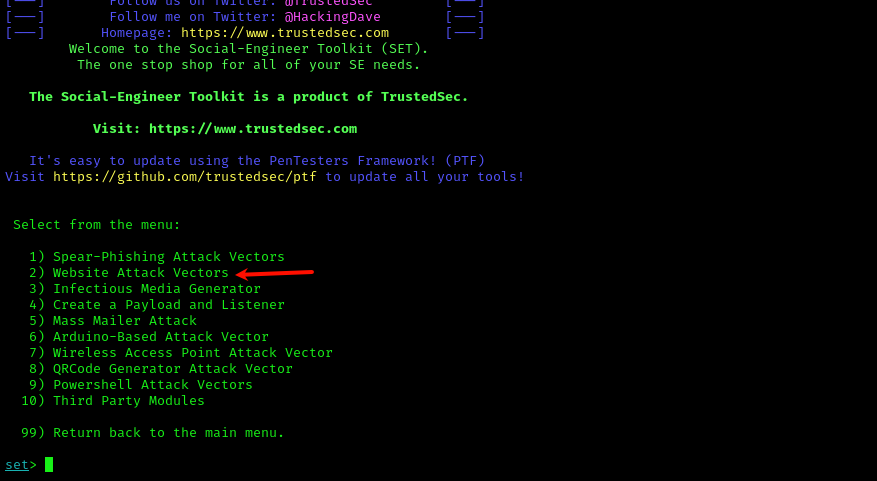 [---] Follow us on Twitter: @TrustedSec [---]
[---] Follow me on Twitter: @HackingDave [---]
[---] Homepage: https://www.trustedsec.com [---]
Welcome to the Social-Engineer Toolkit (SET).
The one stop shop for all of your SE needs.
The Social-Engineer Toolkit is a product of TrustedSec.
Visit: https://www.trustedsec.com
It's easy to update using the PenTesters Framework! (PTF)
Visit https://github.com/trustedsec/ptf to update all your tools!
Select from the menu:
1) Spear-Phishing Attack Vectors
2) Website Attack Vectors
3) Infectious Media Generator
4) Create a Payload and Listener
5) Mass Mailer Attack
6) Arduino-Based Attack Vector
7) Wireless Access Point Attack Vector
8) QRCode Generator Attack Vector
9) Powershell Attack Vectors
10) Third Party Modules
99) Return back to the main menu.
set>